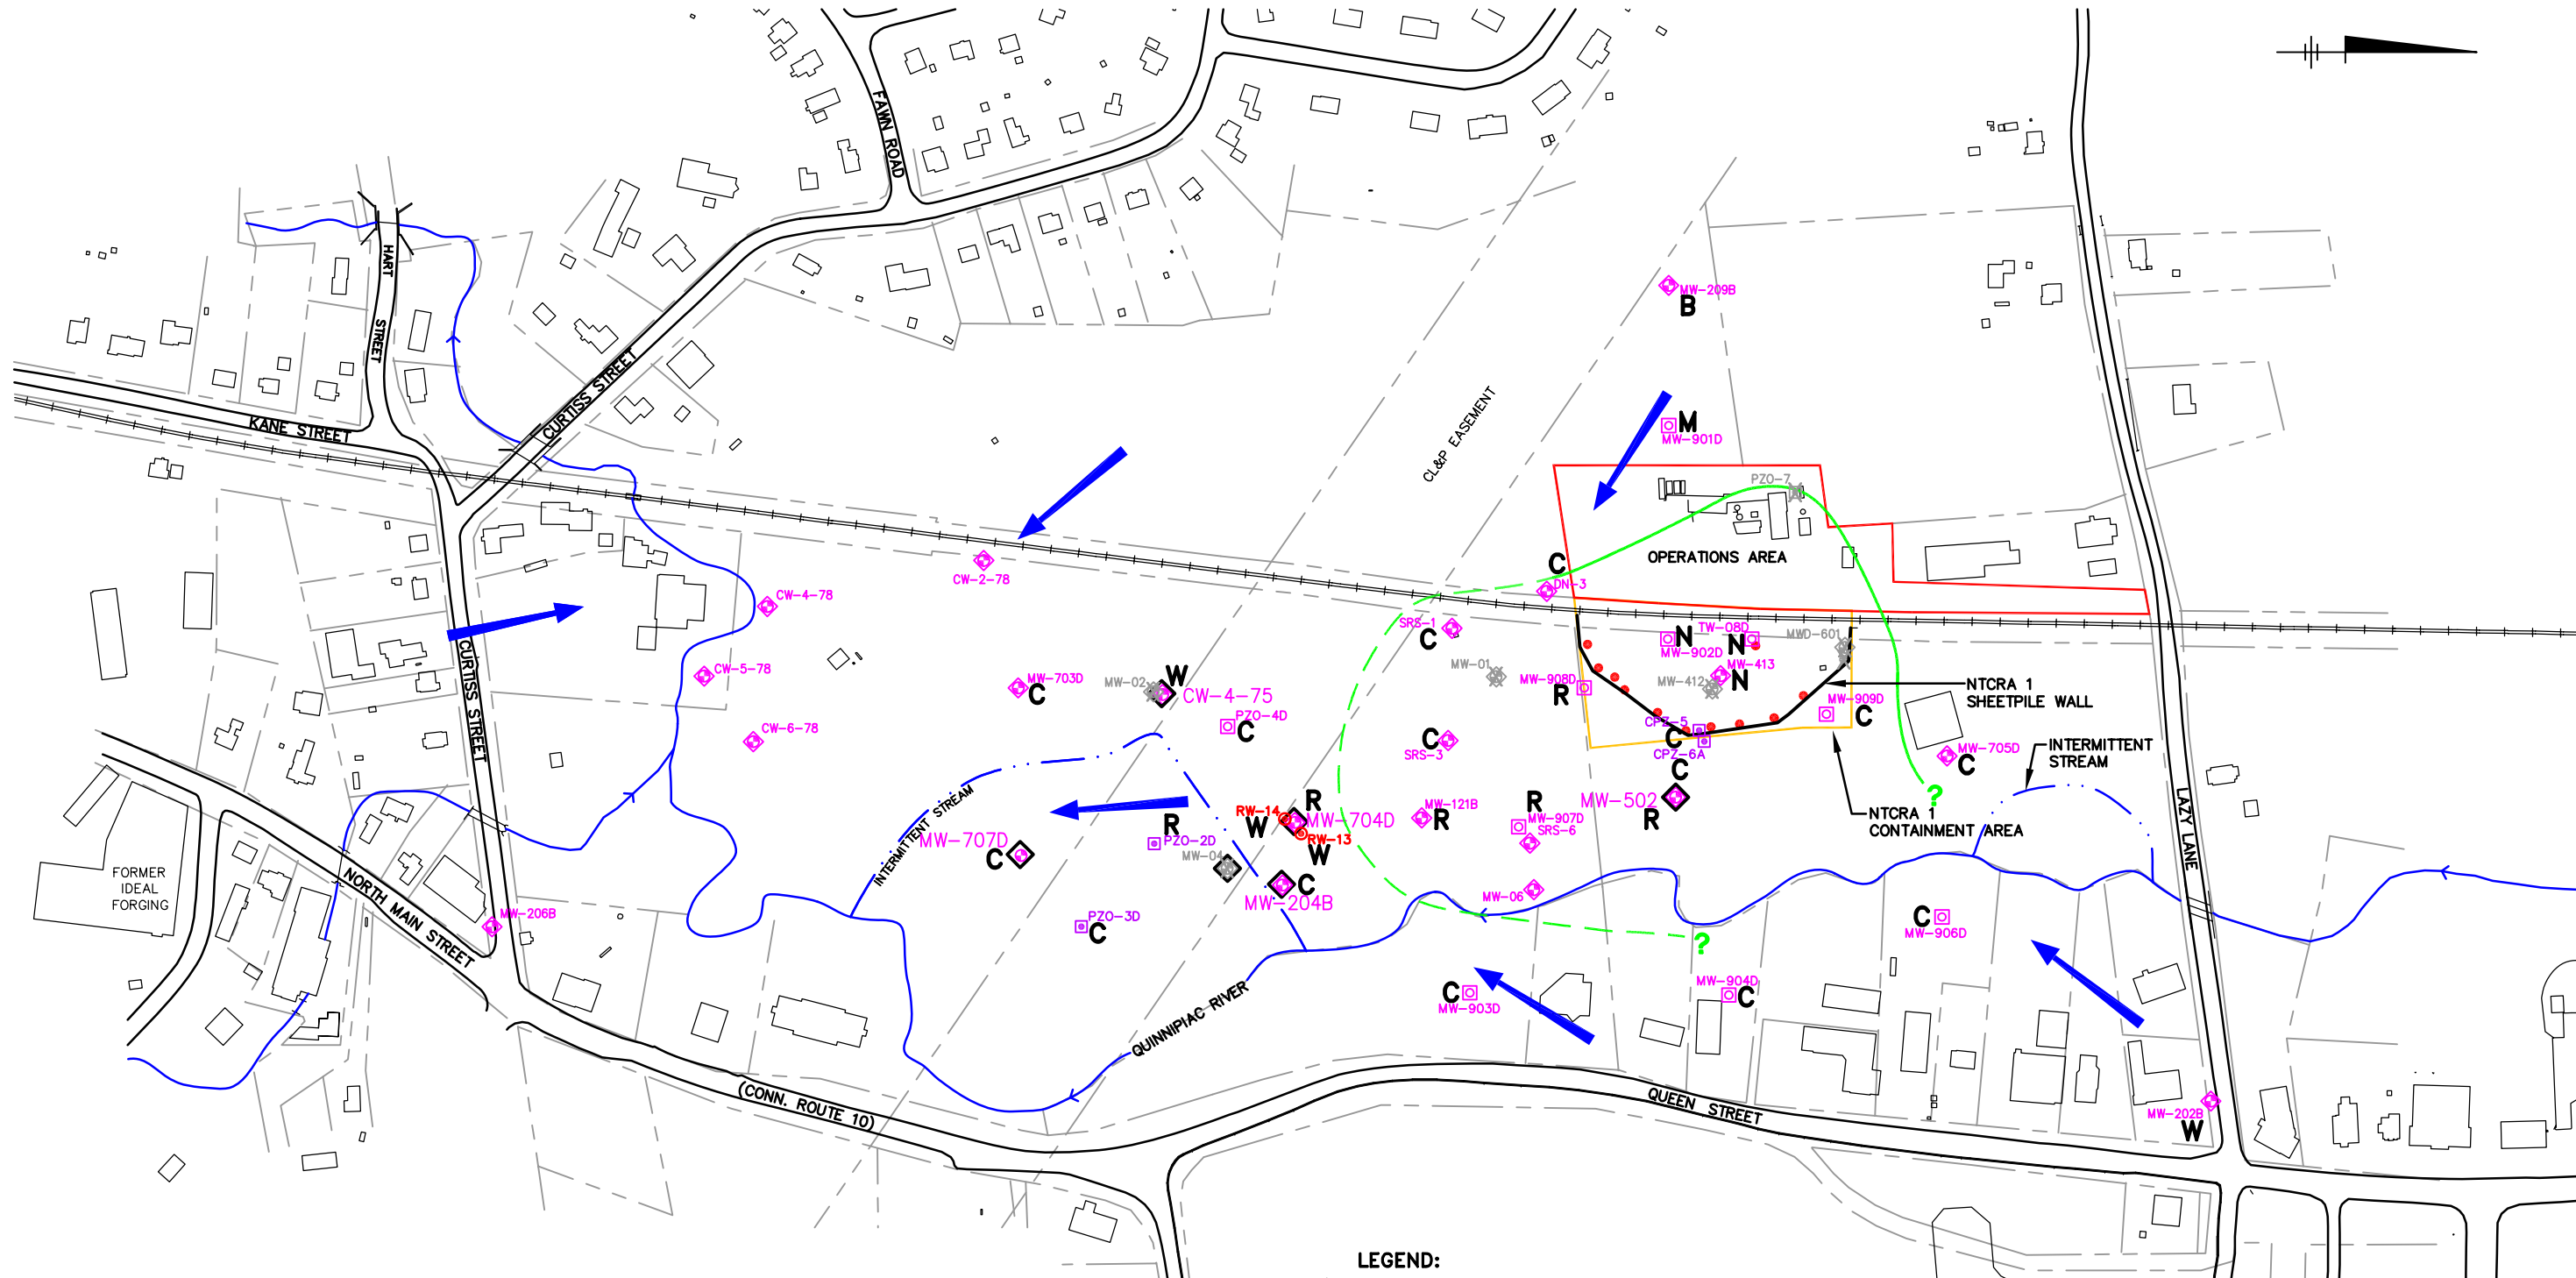 FAWN ROAD
HART
STREET
KANE STREET
CURTISS STREET
CURTISS STREET
CL&P EASEMENT
MW-209B
B
M
MW-901D
PZO-7
OPERATIONS AREA
C
DN-3
CW-2-78
CW-4-78
CW-5-78
CW-6-78
SRS-1
C
MW-703D
C
MW-02
W
CW-4-75
PZO-4D
C
MW-01
MW-908D
R
N
MW-902D
TW-08D
N
MW-413
N
MW-412
MWD-601
NTCRA 1
SHEETPILE WALL
MW-909D
C
CPZ-5
C
CPZ-6A
C
SRS-3
C
MW-705D
C
INTERMITTENT
STREAM
?
NTCRA 1
CONTAINMENT AREA
LAZY LANE
MW-502
R
MW-121B
R
R
MW-907D
SRS-6
MW-06
RW-14
R
MW-704D
W
RW-13
W
R
PZO-2D
MW-04
MW-707D
C
INTERMITTENT STREAM
C
MW-204B
PZO-3D
C
QUINNIPIAC RIVER
?
C
MW-903D
MW-904D
C
C
MW-906D
MW-202B
W
FORMER
IDEAL
FORGING
NORTH MAIN STREET
MW-206B
(CONN. ROUTE 10)
QUEEN STREET
LEGEND: